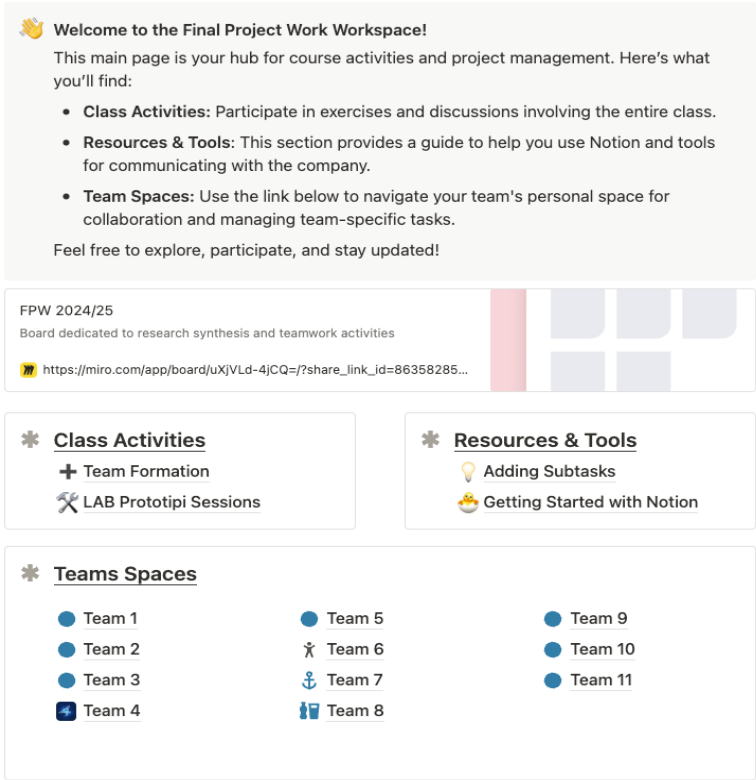 Welcome to the Final Project Work Workspace!
This main page is your hub for course activities and project management. Here’s what
you’ll find:
• Class Activities: Participate in exercises and discussions involving the entire class.
• Resources & Tools: This section provides a guide to help you use Notion and tools
for communicating with the company.
• Team Spaces: Use the link below to navigate your team's personal space for
collaboration and managing team-specific tasks.
Feel free to explore, participate, and stay updated!
FPW 2024/25
Board dedicated to research synthesis and teamwork activities
https://miro.com/app/board/uXjVLd-4jCQ=/?share_link_id=86358285...
Class Activities
Team Formation
LAB Prototipi Sessions
Resources & Tools
Adding Subtasks
Getting Started with Notion
Teams Spaces
Team 1
Team 2
Team 3
Team 4
Team 5
Team 6
Team 7
Team 8
Team 9
Team 10
Team 11